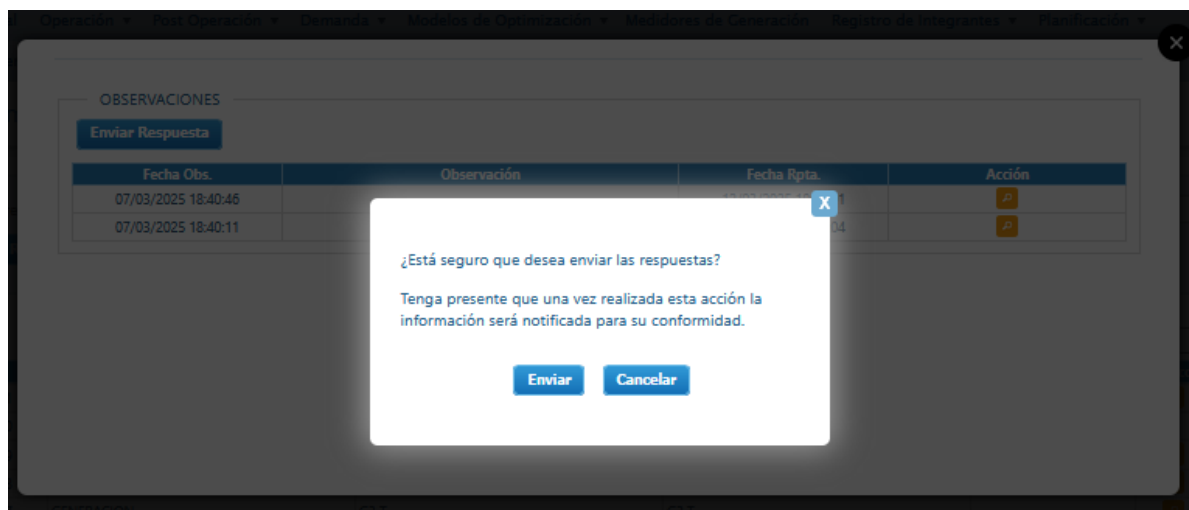 Operación Post Operación Demanda Modelos de Optimización Medidores de Generación Registro de Integrantes Planificación
X
OBSERVACIONES
Enviar Respuesta
Fecha Obs. Observación Fecha Rpta. Acción
07/03/2025 18:40:46
07/03/2025 18:40:11
X
¿Está seguro que desea enviar las respuestas?
Tenga presente que una vez realizada esta acción la
información será notificada para su conformidad.
Enviar Cancelar